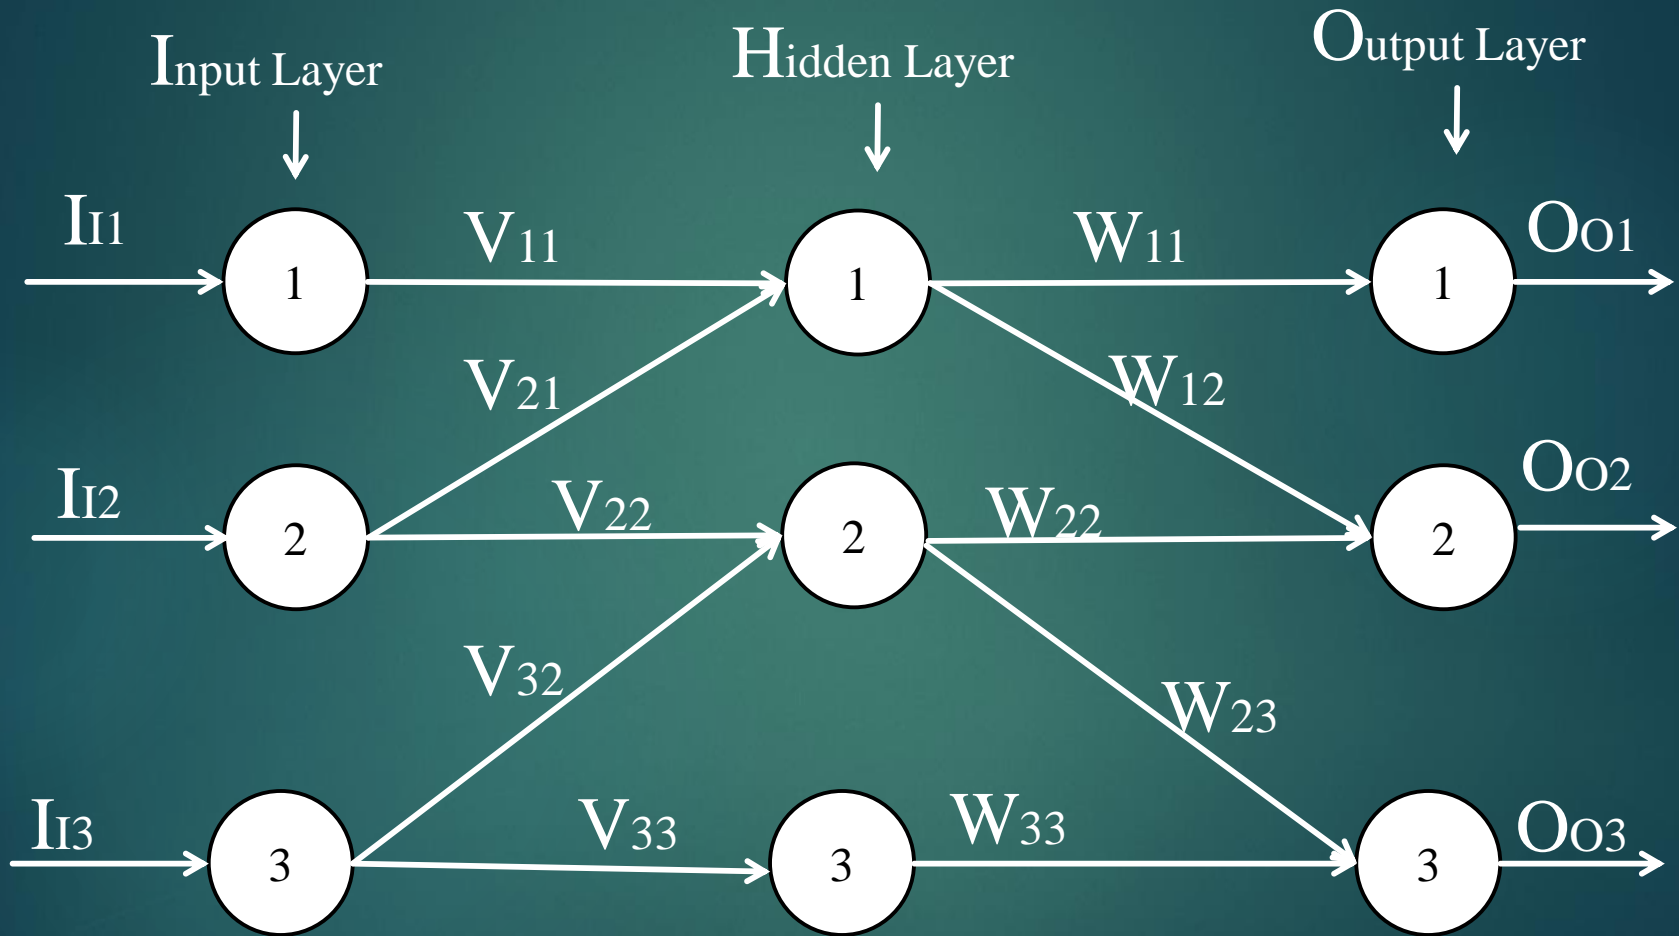 Input Layer
Hidden Layer
Output Layer
II1
1
V11
1
W11
1
OO1
V21
W12
II2
2
V22
2
W22
2
OO2
V32
W23
II3
3
V33
3
W33
3
OO3